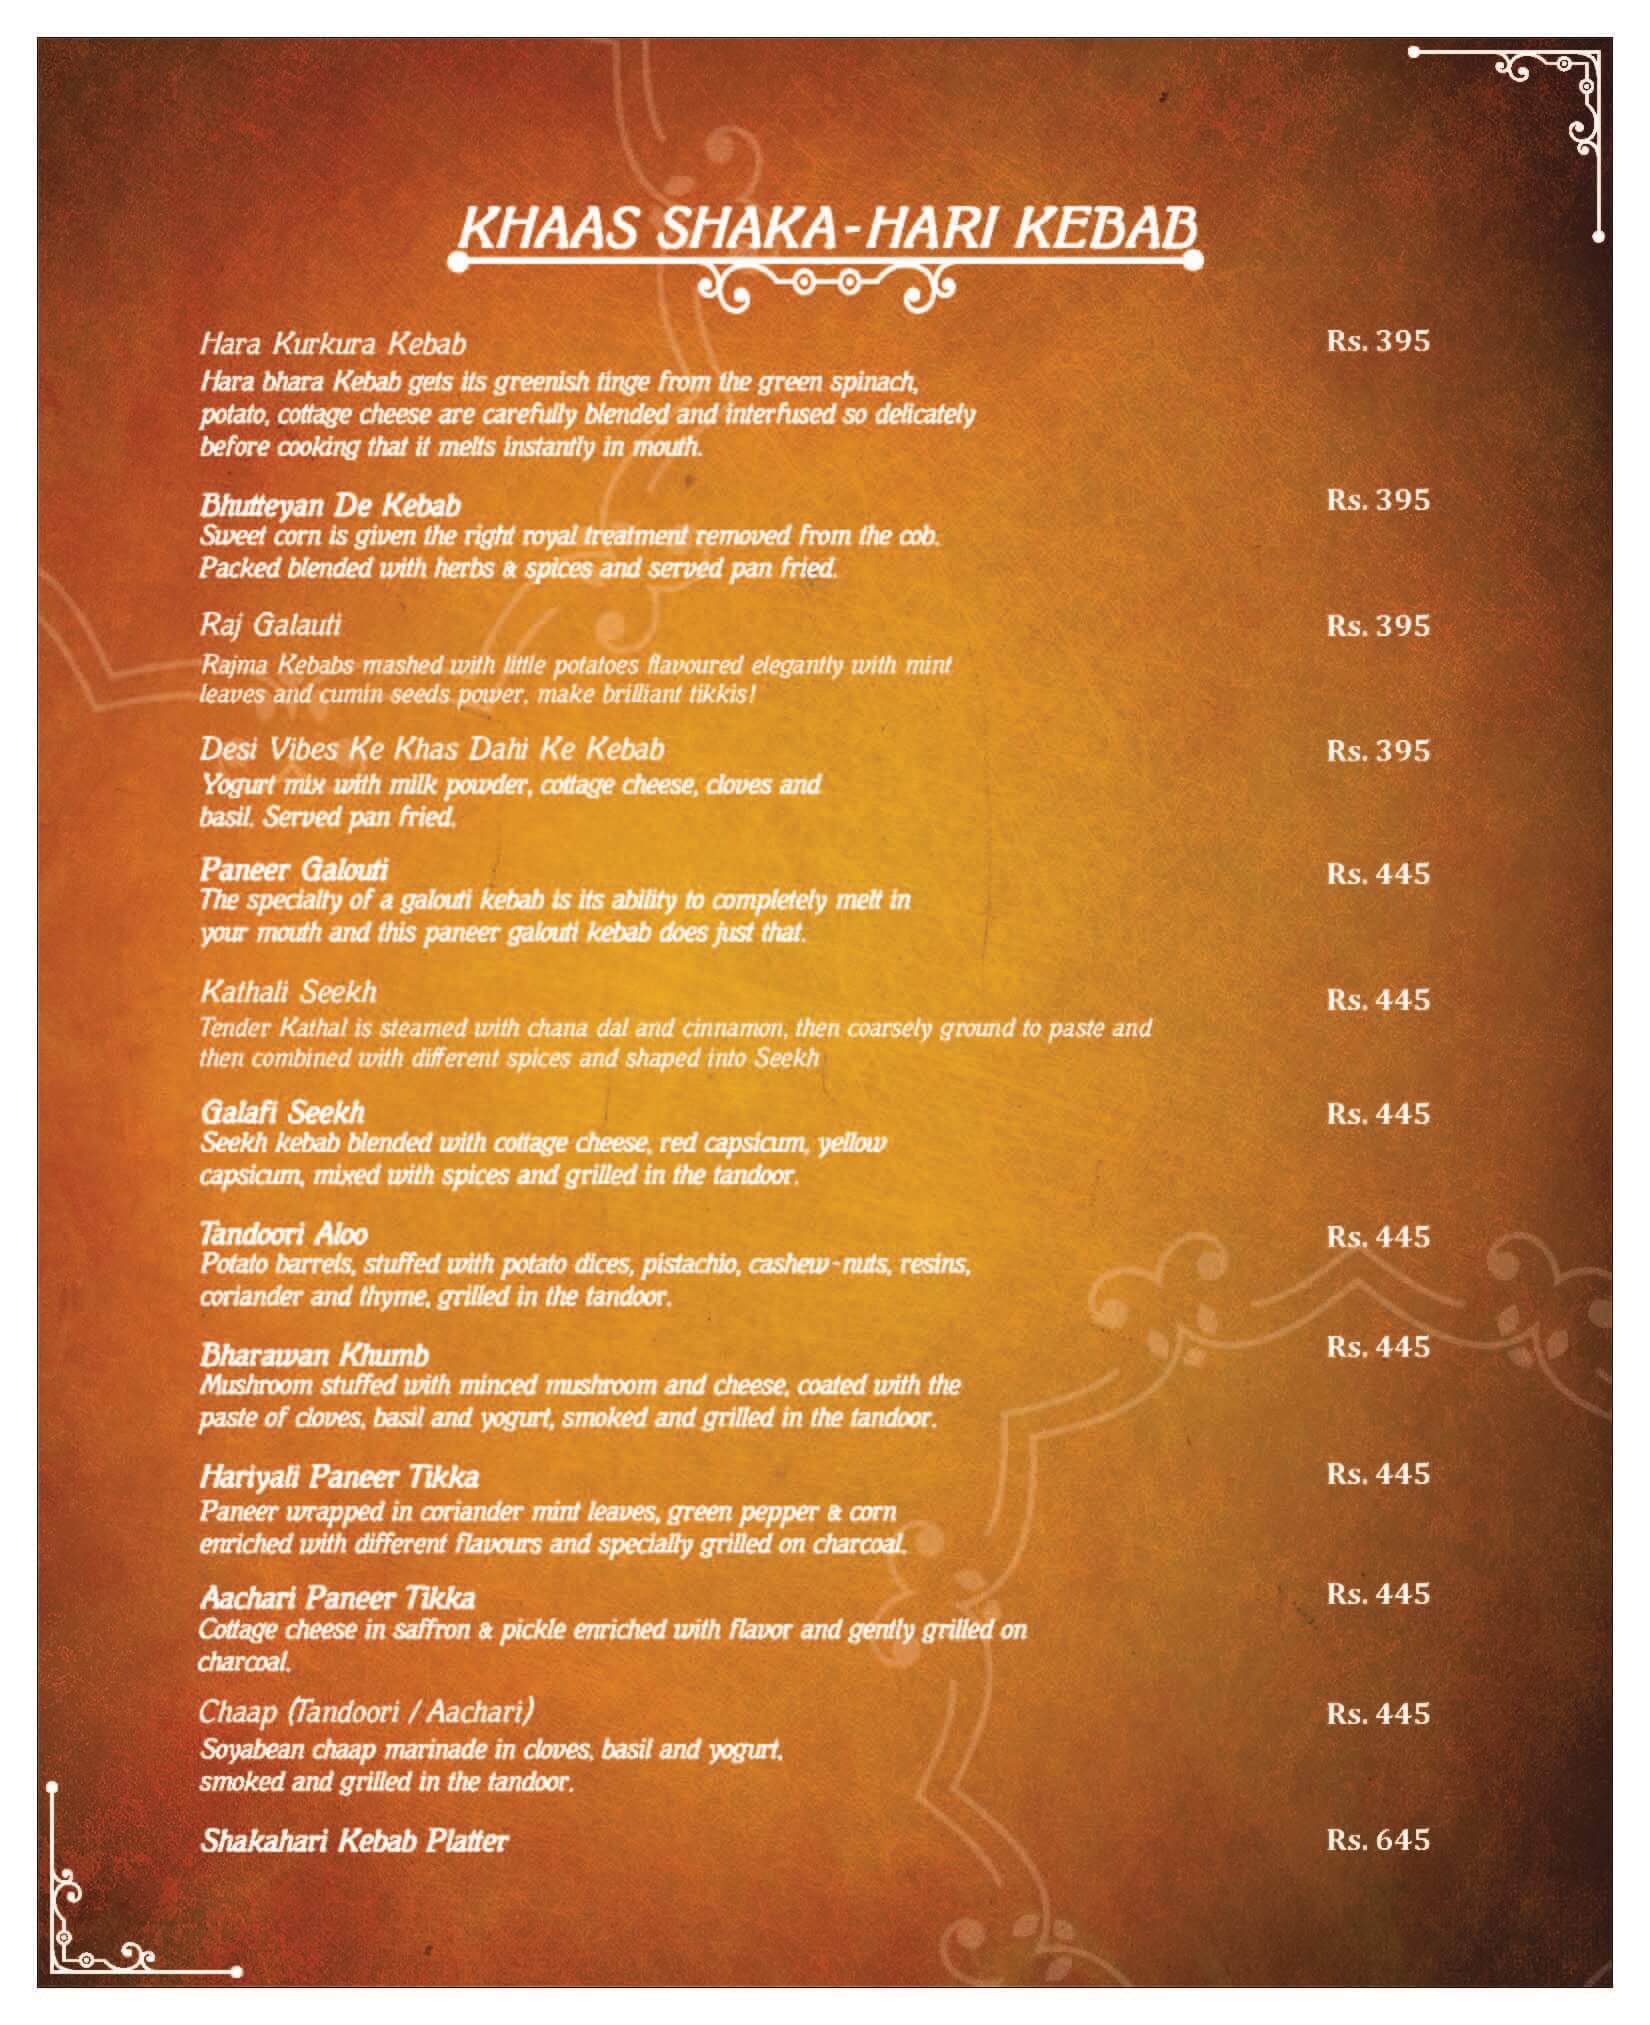 KHAAS SHAKA-HARI KEBAB
Hara Kurkura Kebab Rs. 395
Hara bhara Kebab gets its greenish tinge from the green spinach,
potato, cottage cheese are carefully blended and interfused so delicately
before cooking that it melts instantly in mouth.
Bhutteyan De Kebab Rs. 395
Sweet corn is given the right royal treatment removed from the cob.
Packed blended with herbs & spices and served pan fried.
Raj Galauti Rs. 395
Rajma Kebabs mashed with little potatoes flavoured elegantly with mint
leaves and cumin seeds power, make brilliant tikkis!
Desi Vibes Ke Khas Dahi Ke Kebab Rs. 395
Yogurt mix with milk powder, cottage cheese, cloves and
basil. Served pan fried.
Paneer Galouti Rs. 445
The specialty of a galouti kebab is its ability to completely melt in
your mouth and this paneer galouti kebab does just that.
Kathali Seekh Rs. 445
Tender Kathal is steamed with chana dal and cinnamon, then coarsely ground to paste and
then combined with different spices and shaped into Seekh
Galafi Seekh Rs. 445
Seekh kebab blended with cottage cheese, red capsicum, yellow
capsicum, mixed with spices and grilled in the tandoor.
Tandoori Aloo Rs. 445
Potato barrels, stuffed with potato dices, pistachio, cashew-nuts, resins,
coriander and thyme, grilled in the tandoor.
Bharawan Khumb Rs. 445
Mushroom stuffed with minced mushroom and cheese, coated with the
paste of cloves, basil and yogurt, smoked and grilled in the tandoor.
Hariyali Paneer Tikka Rs. 445
Paneer wrapped in coriander mint leaves, green pepper & corn
enriched with different flavours and specially grilled on charcoal.
Aachari Paneer Tikka Rs. 445
Cottage cheese in saffron & pickle enriched with flavor and gently grilled on
charcoal.
Chaap (Tandoori / Aachari) Rs. 445
Soyabean chaap marinade in cloves, basil and yogurt,
smoked and grilled in the tandoor.
Shakahari Kebab Platter Rs. 645